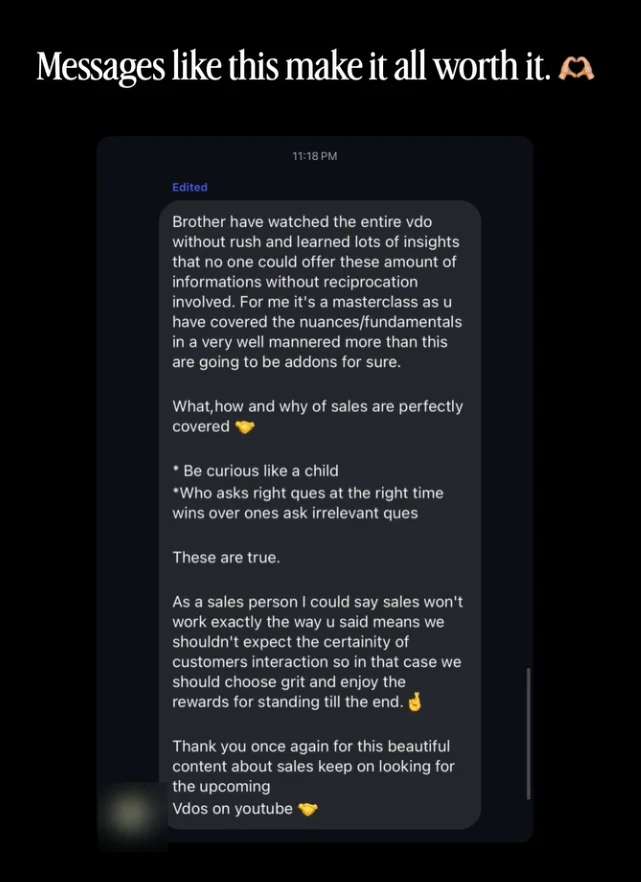 Messages like this make it all worth it. 🫶🏼
11:18 PM
Edited
Brother have watched the entire vdo
without rush and learned lots of insights
that no one could offer these amount of
informations without reciprocation
involved. For me it's a masterclass as u
have covered the nuances/fundamentals
in a very well mannered more than this
are going to be addons for sure.
What,how and why of sales are perfectly
covered 🤝
* Be curious like a child
*Who asks right ques at the right time
wins over ones ask irrelevant ques
These are true.
As a sales person I could say sales won't
work exactly the way u said means we
shouldn't expect the certainity of
customers interaction so in that case we
should choose grit and enjoy the
rewards for standing till the end. 🤞
Thank you once again for this beautiful
content about sales keep on looking for
the upcoming
Vdos on youtube 🤝